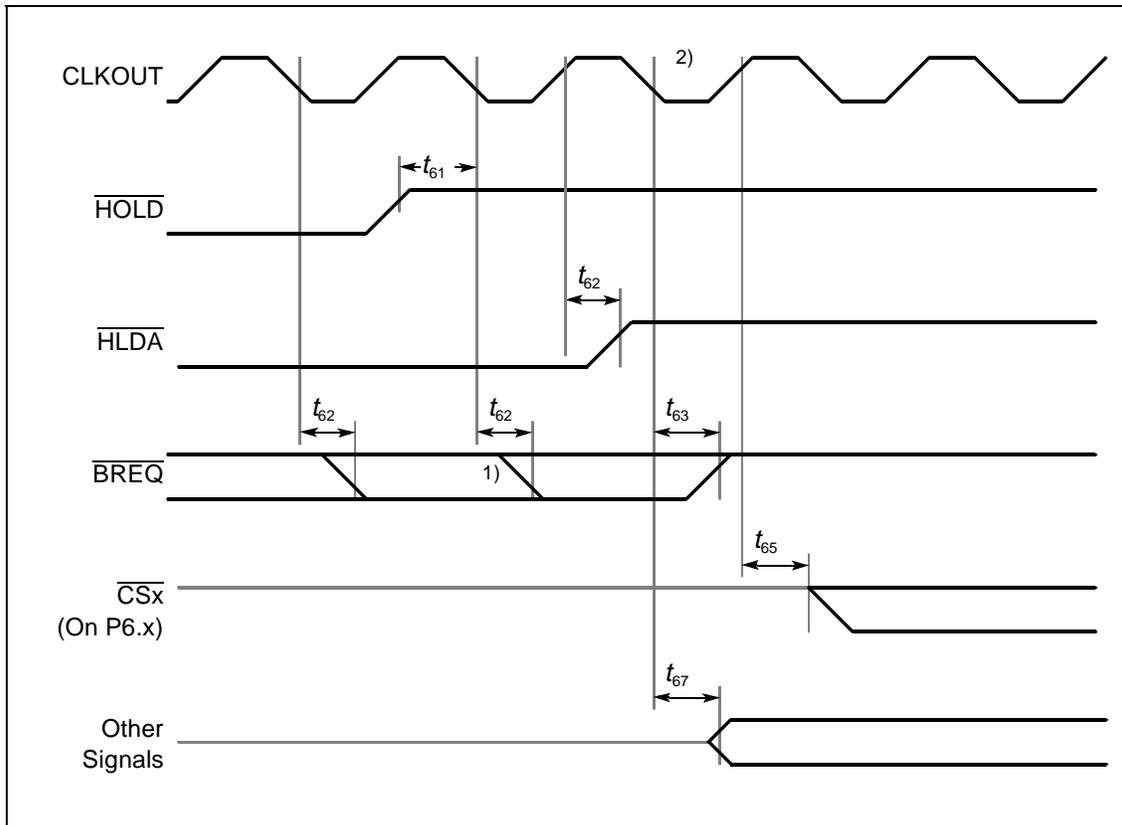 CLKOUT
2)
t61
HOLD
t62
HLDA
t62
t62
t63
BREQ
1)
t65
CSx
(On P6.x)
t67
Other
Signals